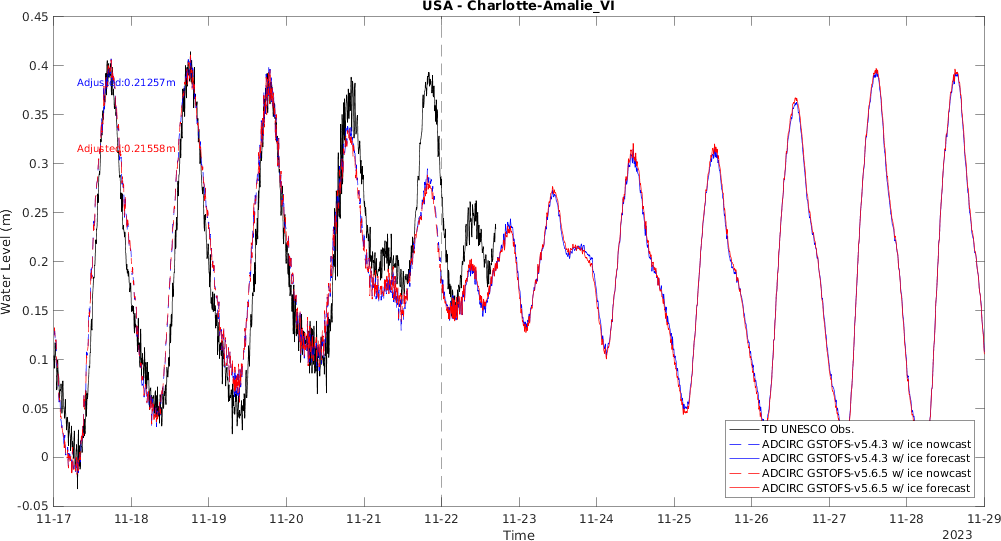 USA - Charlotte-Amalie_VI
0.45
0.4
Adjusted:0.21257m
0.35
Adjusted:0.21558m
0.3
0.25
Water Level (m)
0.2
0.15
0.1
0.05
TD UNESCO Obs.
ADCIRC GSTOFS-v5.4.3 w/ ice nowcast
ADCIRC GSTOFS-v5.4.3 w/ ice forecast
ADCIRC GSTOFS-v5.6.5 w/ ice nowcast
ADCIRC GSTOFS-v5.6.5 w/ ice forecast
0
-0.05
11-17 11-18 11-19 11-20 11-21 11-22 11-23 11-24 11-25 11-26 11-27 11-28 11-29
Time
2023